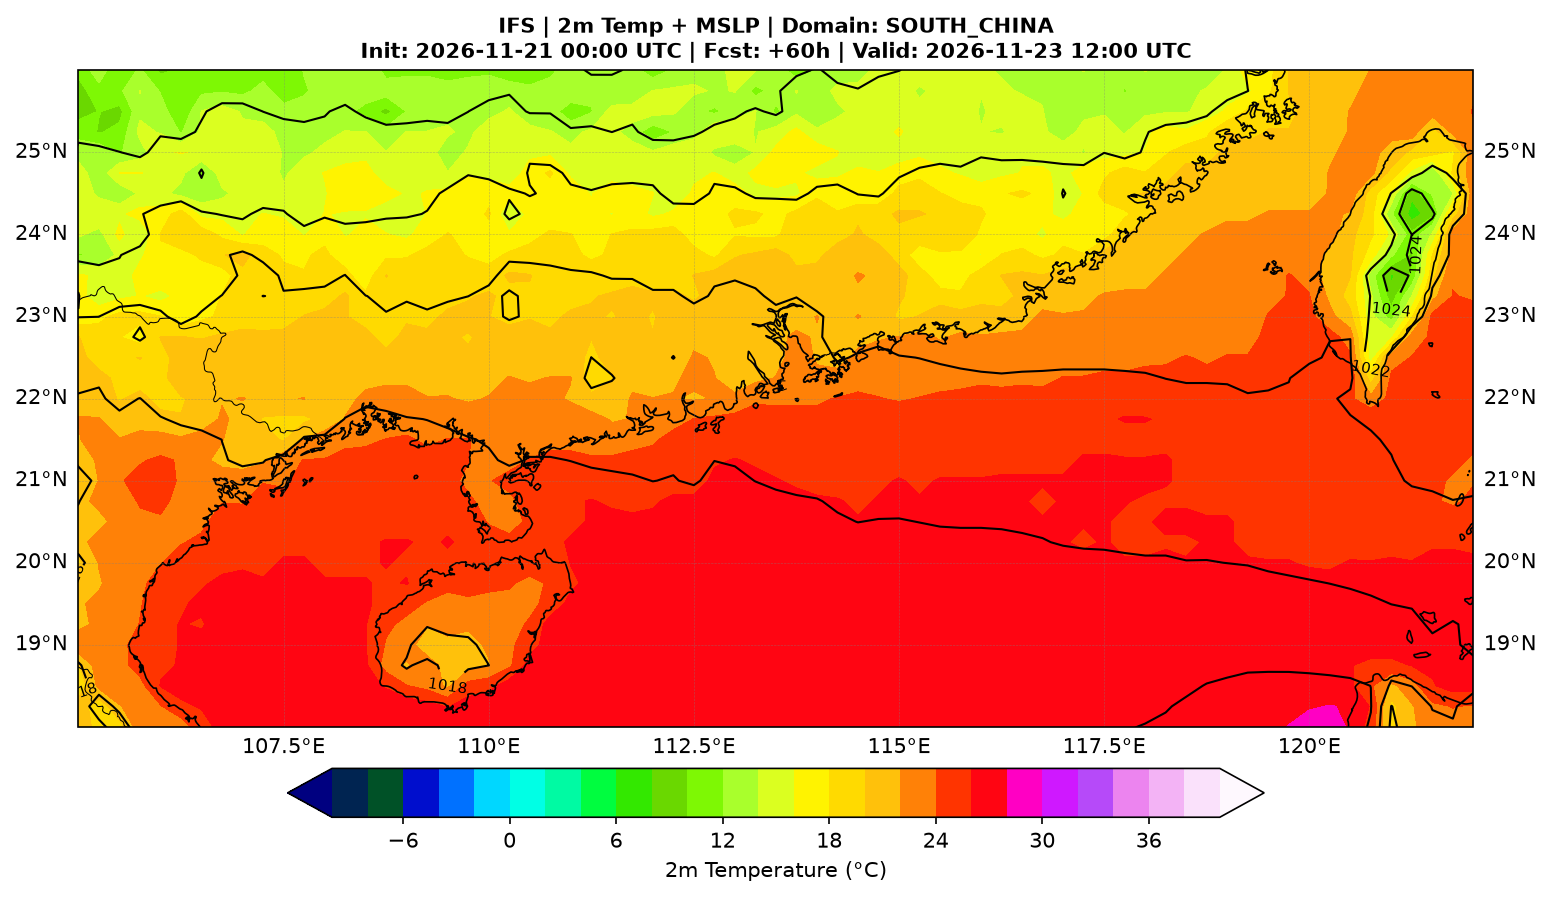 IFS | 2m Temp + MSLP | Domain: SOUTH_CHINA
Init: 2026-11-21 00:00 UTC | Fcst: +60h | Valid: 2026-11-23 12:00 UTC
25°N
24°N
23°N
22°N
21°N
20°N
19°N
1024
1024
1022
1018
18
25°N
24°N
23°N
22°N
21°N
20°N
19°N
107.5°E 110°E 112.5°E 115°E 117.5°E 120°E
−6 0 6 12 18 24 30 36
2m Temperature (°C)